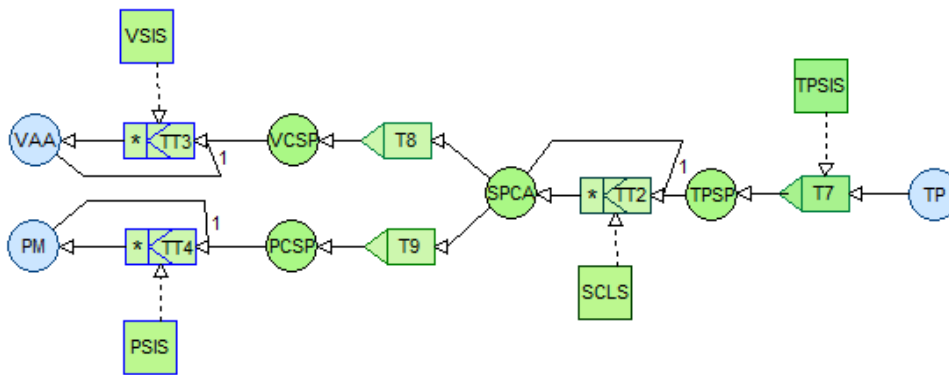 VSIS
TPSIS
VAA
*
TT3
1
VCSP
T8
SPCA
*
TT2
1
TPSP
T7
TP
PM
*
TT4
1
PCSP
T9
SCLS
PSIS